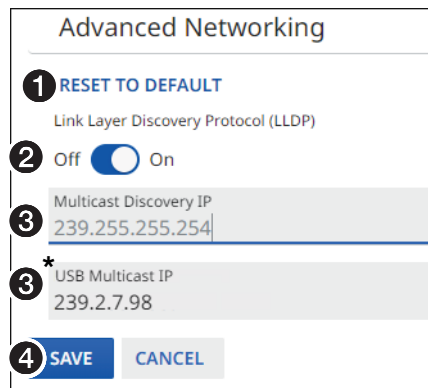 Advanced Networking
1 RESET TO DEFAULT
Link Layer Discovery Protocol (LLDP)
2 Off On
Multicast Discovery IP
3 239.255.255.254
* USB Multicast IP
3 239.2.7.98
4 SAVE CANCEL